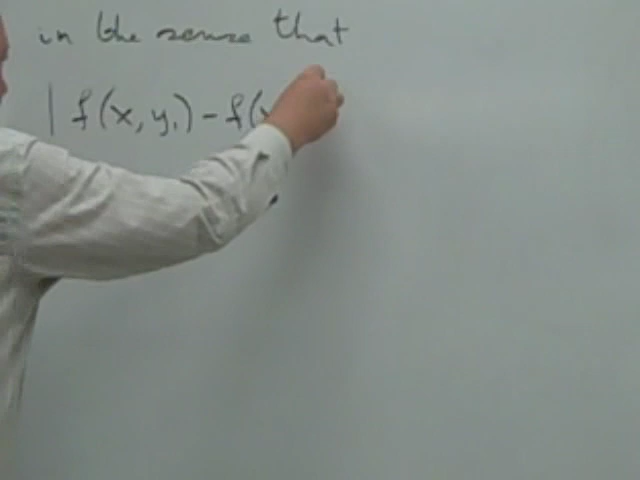 in the sense that
| f(x, y₁) - f(x